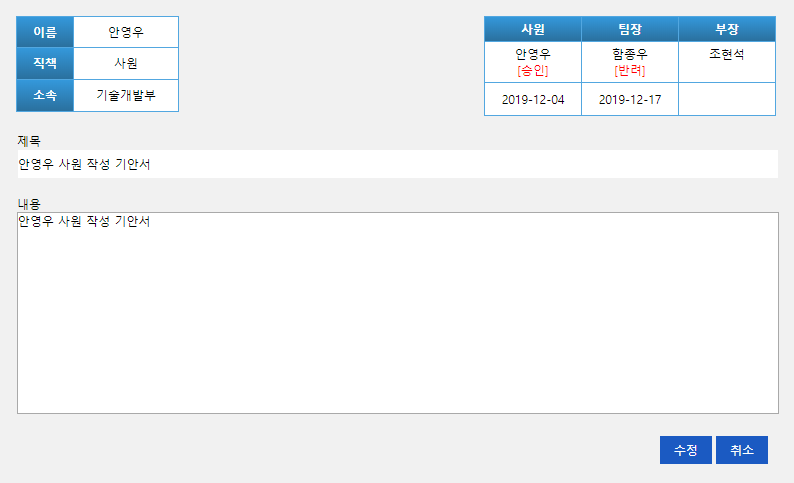 이름 안영우
직책 사원
소속 기술개발부
사원 팀장 부장
안영우 함종우 조현석
[승인] [반려]
2019-12-04 2019-12-17
제목
안영우 사원 작성 기안서
내용
안영우 사원 작성 기안서
수정 취소